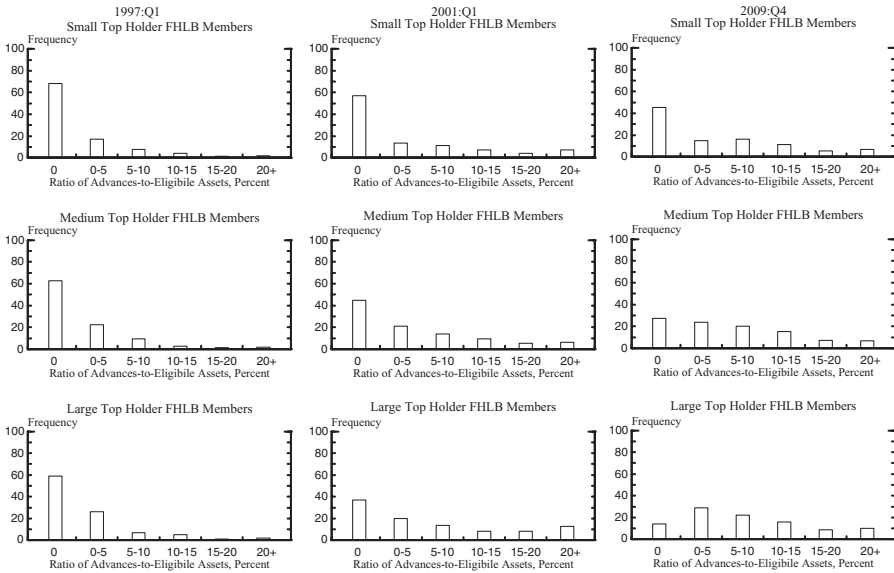 1997:Q1
Small Top Holder FHLB Members
Frequency
100
80
60
40
20
0
0 0-5 5-10 10-15 15-20 20+
Ratio of Advances-to-Eligibile Assets, Percent
2001:Q1
Small Top Holder FHLB Members
Frequency
100
80
60
40
20
0
0 0-5 5-10 10-15 15-20 20+
Ratio of Advances-to-Eligibile Assets, Percent
2009:Q4
Small Top Holder FHLB Members
Frequency
100
80
60
40
20
0
0 0-5 5-10 10-15 15-20 20+
Ratio of Advances-to-Eligibile Assets, Percent
Medium Top Holder FHLB Members
Frequency
100
80
60
40
20
0
0 0-5 5-10 10-15 15-20 20+
Ratio of Advances-to-Eligibile Assets, Percent
Medium Top Holder FHLB Members
Frequency
100
80
60
40
20
0
0 0-5 5-10 10-15 15-20 20+
Ratio of Advances-to-Eligibile Assets, Percent
Medium Top Holder FHLB Members
Frequency
100
80
60
40
20
0
0 0-5 5-10 10-15 15-20 20+
Ratio of Advances-to-Eligibile Assets, Percent
Large Top Holder FHLB Members
Frequency
100
80
60
40
20
0
0 0-5 5-10 10-15 15-20 20+
Ratio of Advances-to-Eligibile Assets, Percent
Large Top Holder FHLB Members
Frequency
100
80
60
40
20
0
0 0-5 5-10 10-15 15-20 20+
Ratio of Advances-to-Eligibile Assets, Percent
Large Top Holder FHLB Members
Frequency
100
80
60
40
20
0
0 0-5 5-10 10-15 15-20 20+
Ratio of Advances-to-Eligibile Assets, Percent